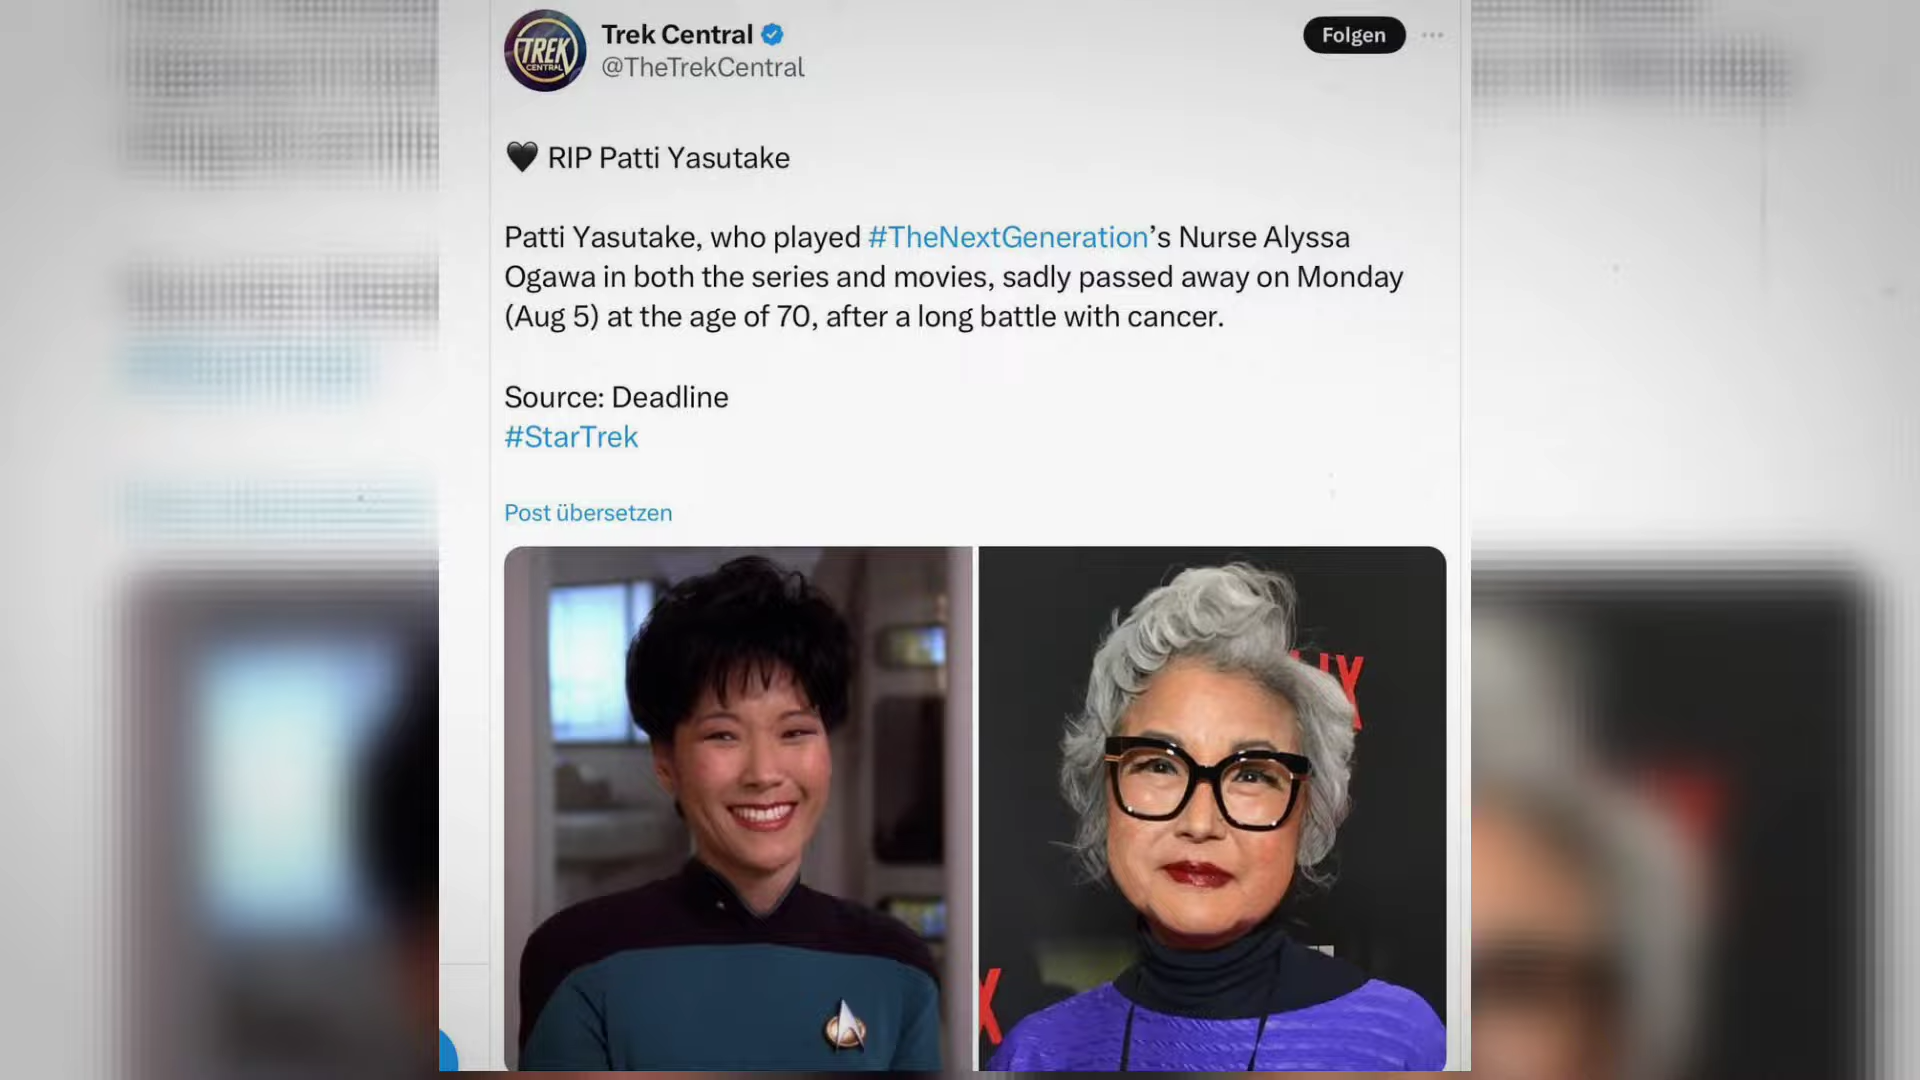 TREK
CENTRAL
Trek Central
@TheTrekCentral
Folgen
🖤 RIP Patti Yasutake
Patti Yasutake, who played #TheNextGeneration’s Nurse Alyssa
Ogawa in both the series and movies, sadly passed away on Monday
(Aug 5) at the age of 70, after a long battle with cancer.
Source: Deadline
#StarTrek
Post übersetzen